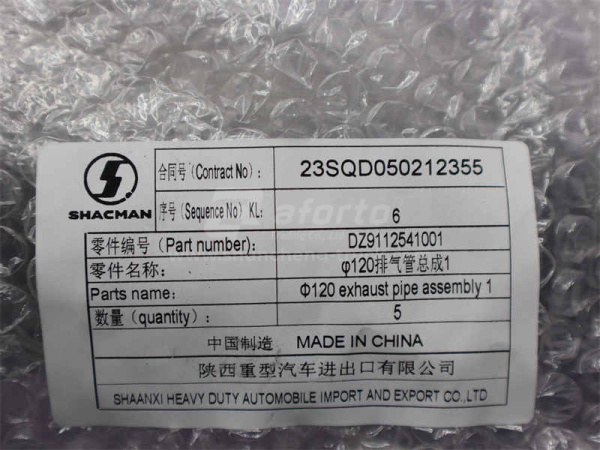 SHACMAN
合同号(Contract No): 23SQD050212355
序号(Sequence No) KL: 6
零件编号(Part number): DZ9112541001
零件名称: φ120排气管总成1
Parts name: Φ120 exhaust pipe assembly 1
数量(quantity): 5
中国制造 MADE IN CHINA
陕西重型汽车进出口有限公司
SHAANXI HEAVY DUTY AUTOMOBILE IMPORT AND EXPORT CO.,LTD
aforto